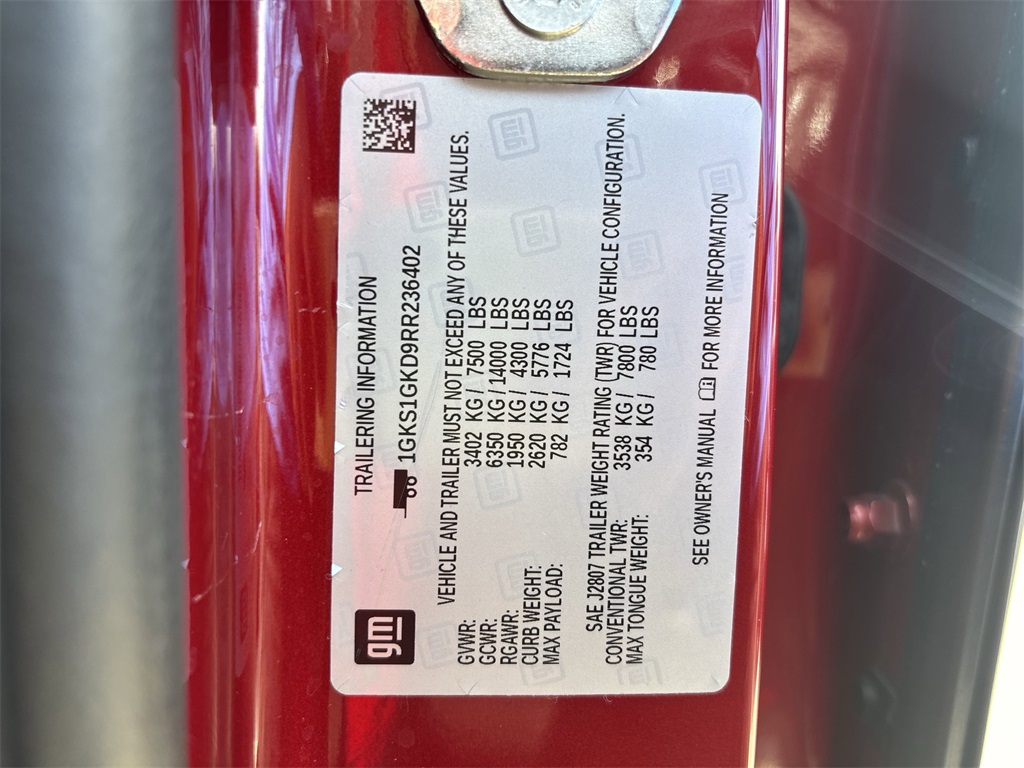 gm
TRAILERING INFORMATION
1GKS1GKD9RR236402
VEHICLE AND TRAILER MUST NOT EXCEED ANY OF THESE VALUES.
GVWR: 3402 KG / 7500 LBS
GCWR: 6350 KG / 14000 LBS
RGAWR: 1950 KG / 4300 LBS
CURB WEIGHT: 2620 KG / 5776 LBS
MAX PAYLOAD: 782 KG / 1724 LBS
SAE J2807 TRAILER WEIGHT RATING (TWR) FOR VEHICLE CONFIGURATION.
CONVENTIONAL TWR: 3538 KG / 7800 LBS
MAX TONGUE WEIGHT: 354 KG / 780 LBS
SEE OWNER'S MANUAL FOR MORE INFORMATION